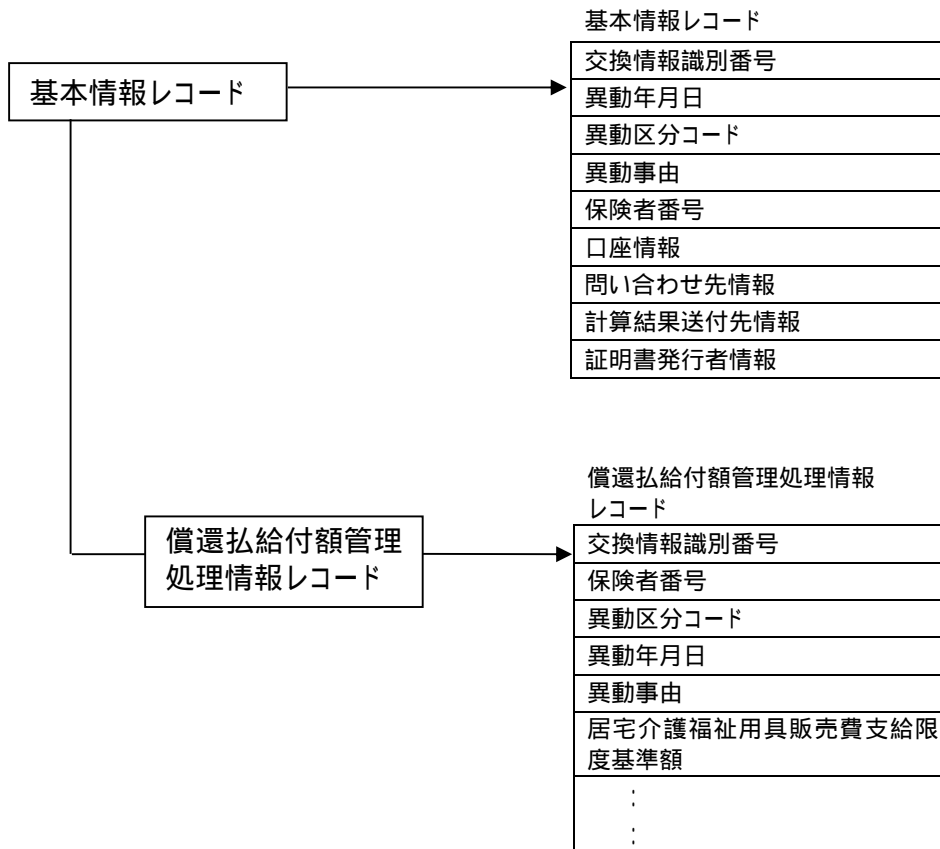 基本情報レコード
基本情報レコード
交換情報識別番号
異動年月日
異動区分コード
異動事由
保険者番号
口座情報
問い合わせ先情報
計算結果送付先情報
証明書発行者情報
償還払給付額管理
処理情報レコード
償還払給付額管理処理情報
レコード
交換情報識別番号
保険者番号
異動区分コード
異動年月日
異動事由
居宅介護福祉用具販売費支給限
度基準額
:
: